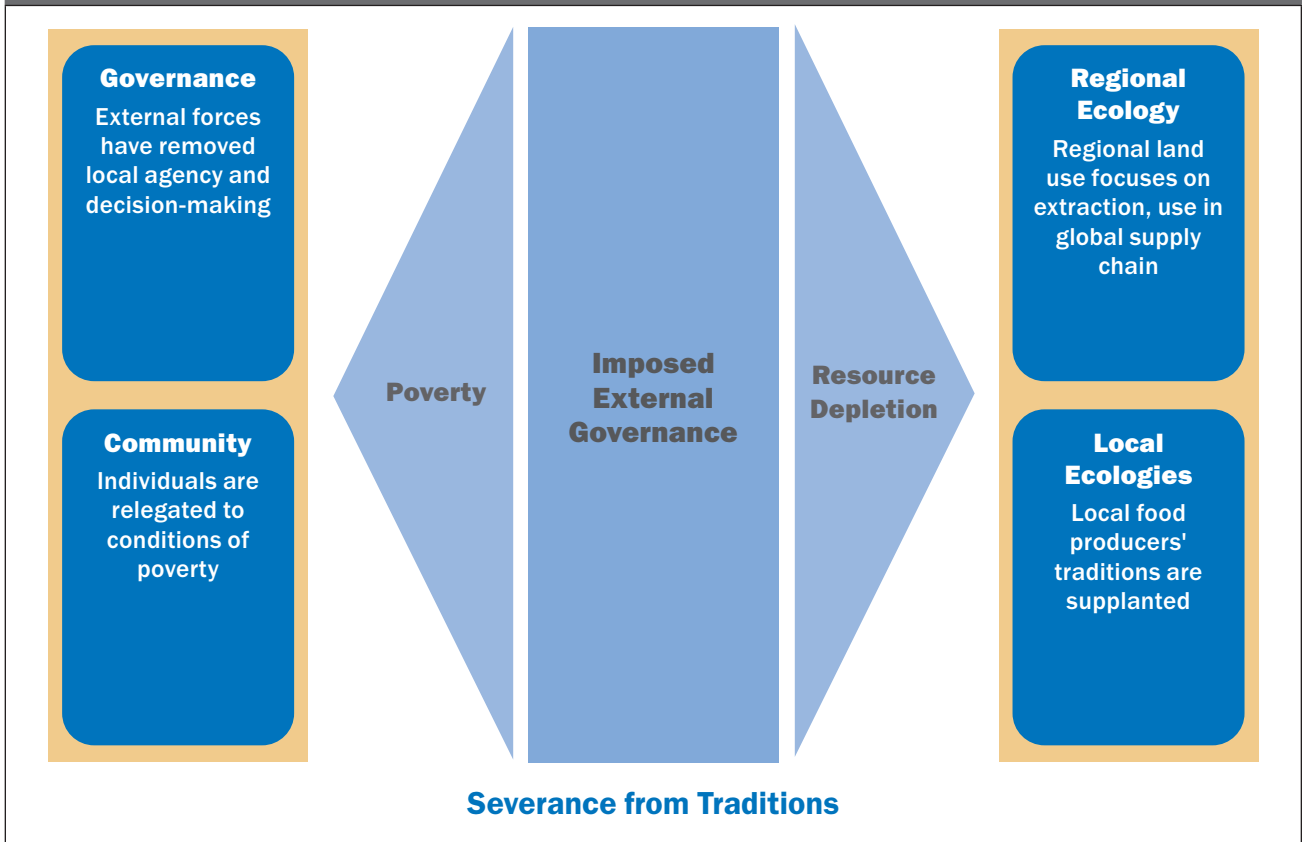 Governance
External forces
have removed
local agency and
decision-making
Community
Individuals are
relegated to
conditions of
poverty
Poverty
Imposed
External
Governance
Resource
Depletion
Regional
Ecology
Regional land
use focuses on
extraction, use in
global supply
chain
Local
Ecologies
Local food
producers'
traditions are
supplanted
Severance from Traditions